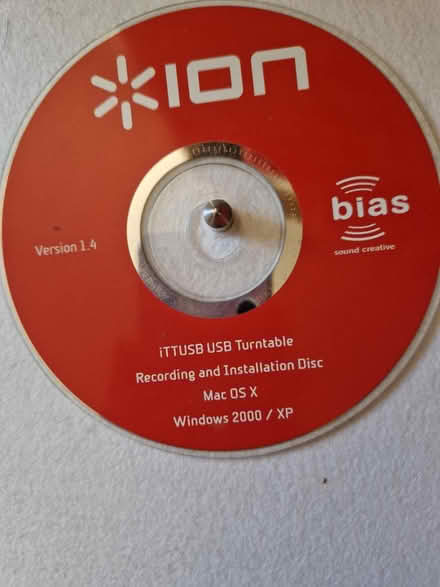 ION
bias
sound creative
Version 1.4
iTTUSB USB Turntable
Recording and Installation Disc
Mac OS X
Windows 2000 / XP